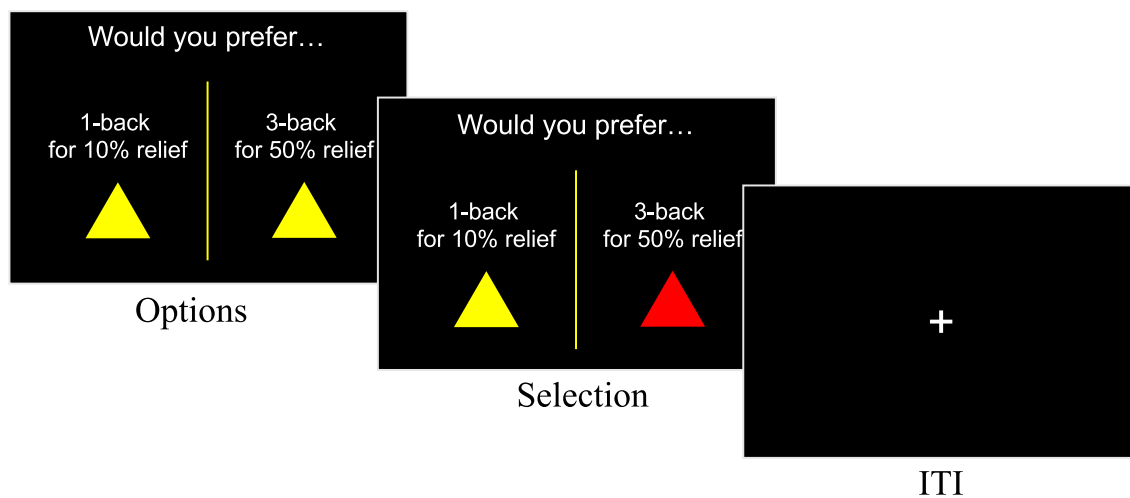 Would you prefer…
1-back
for 10% relief
3-back
for 50% relief
Options
Would you prefer…
1-back
for 10% relief
3-back
for 50% relief
Selection
+
ITI